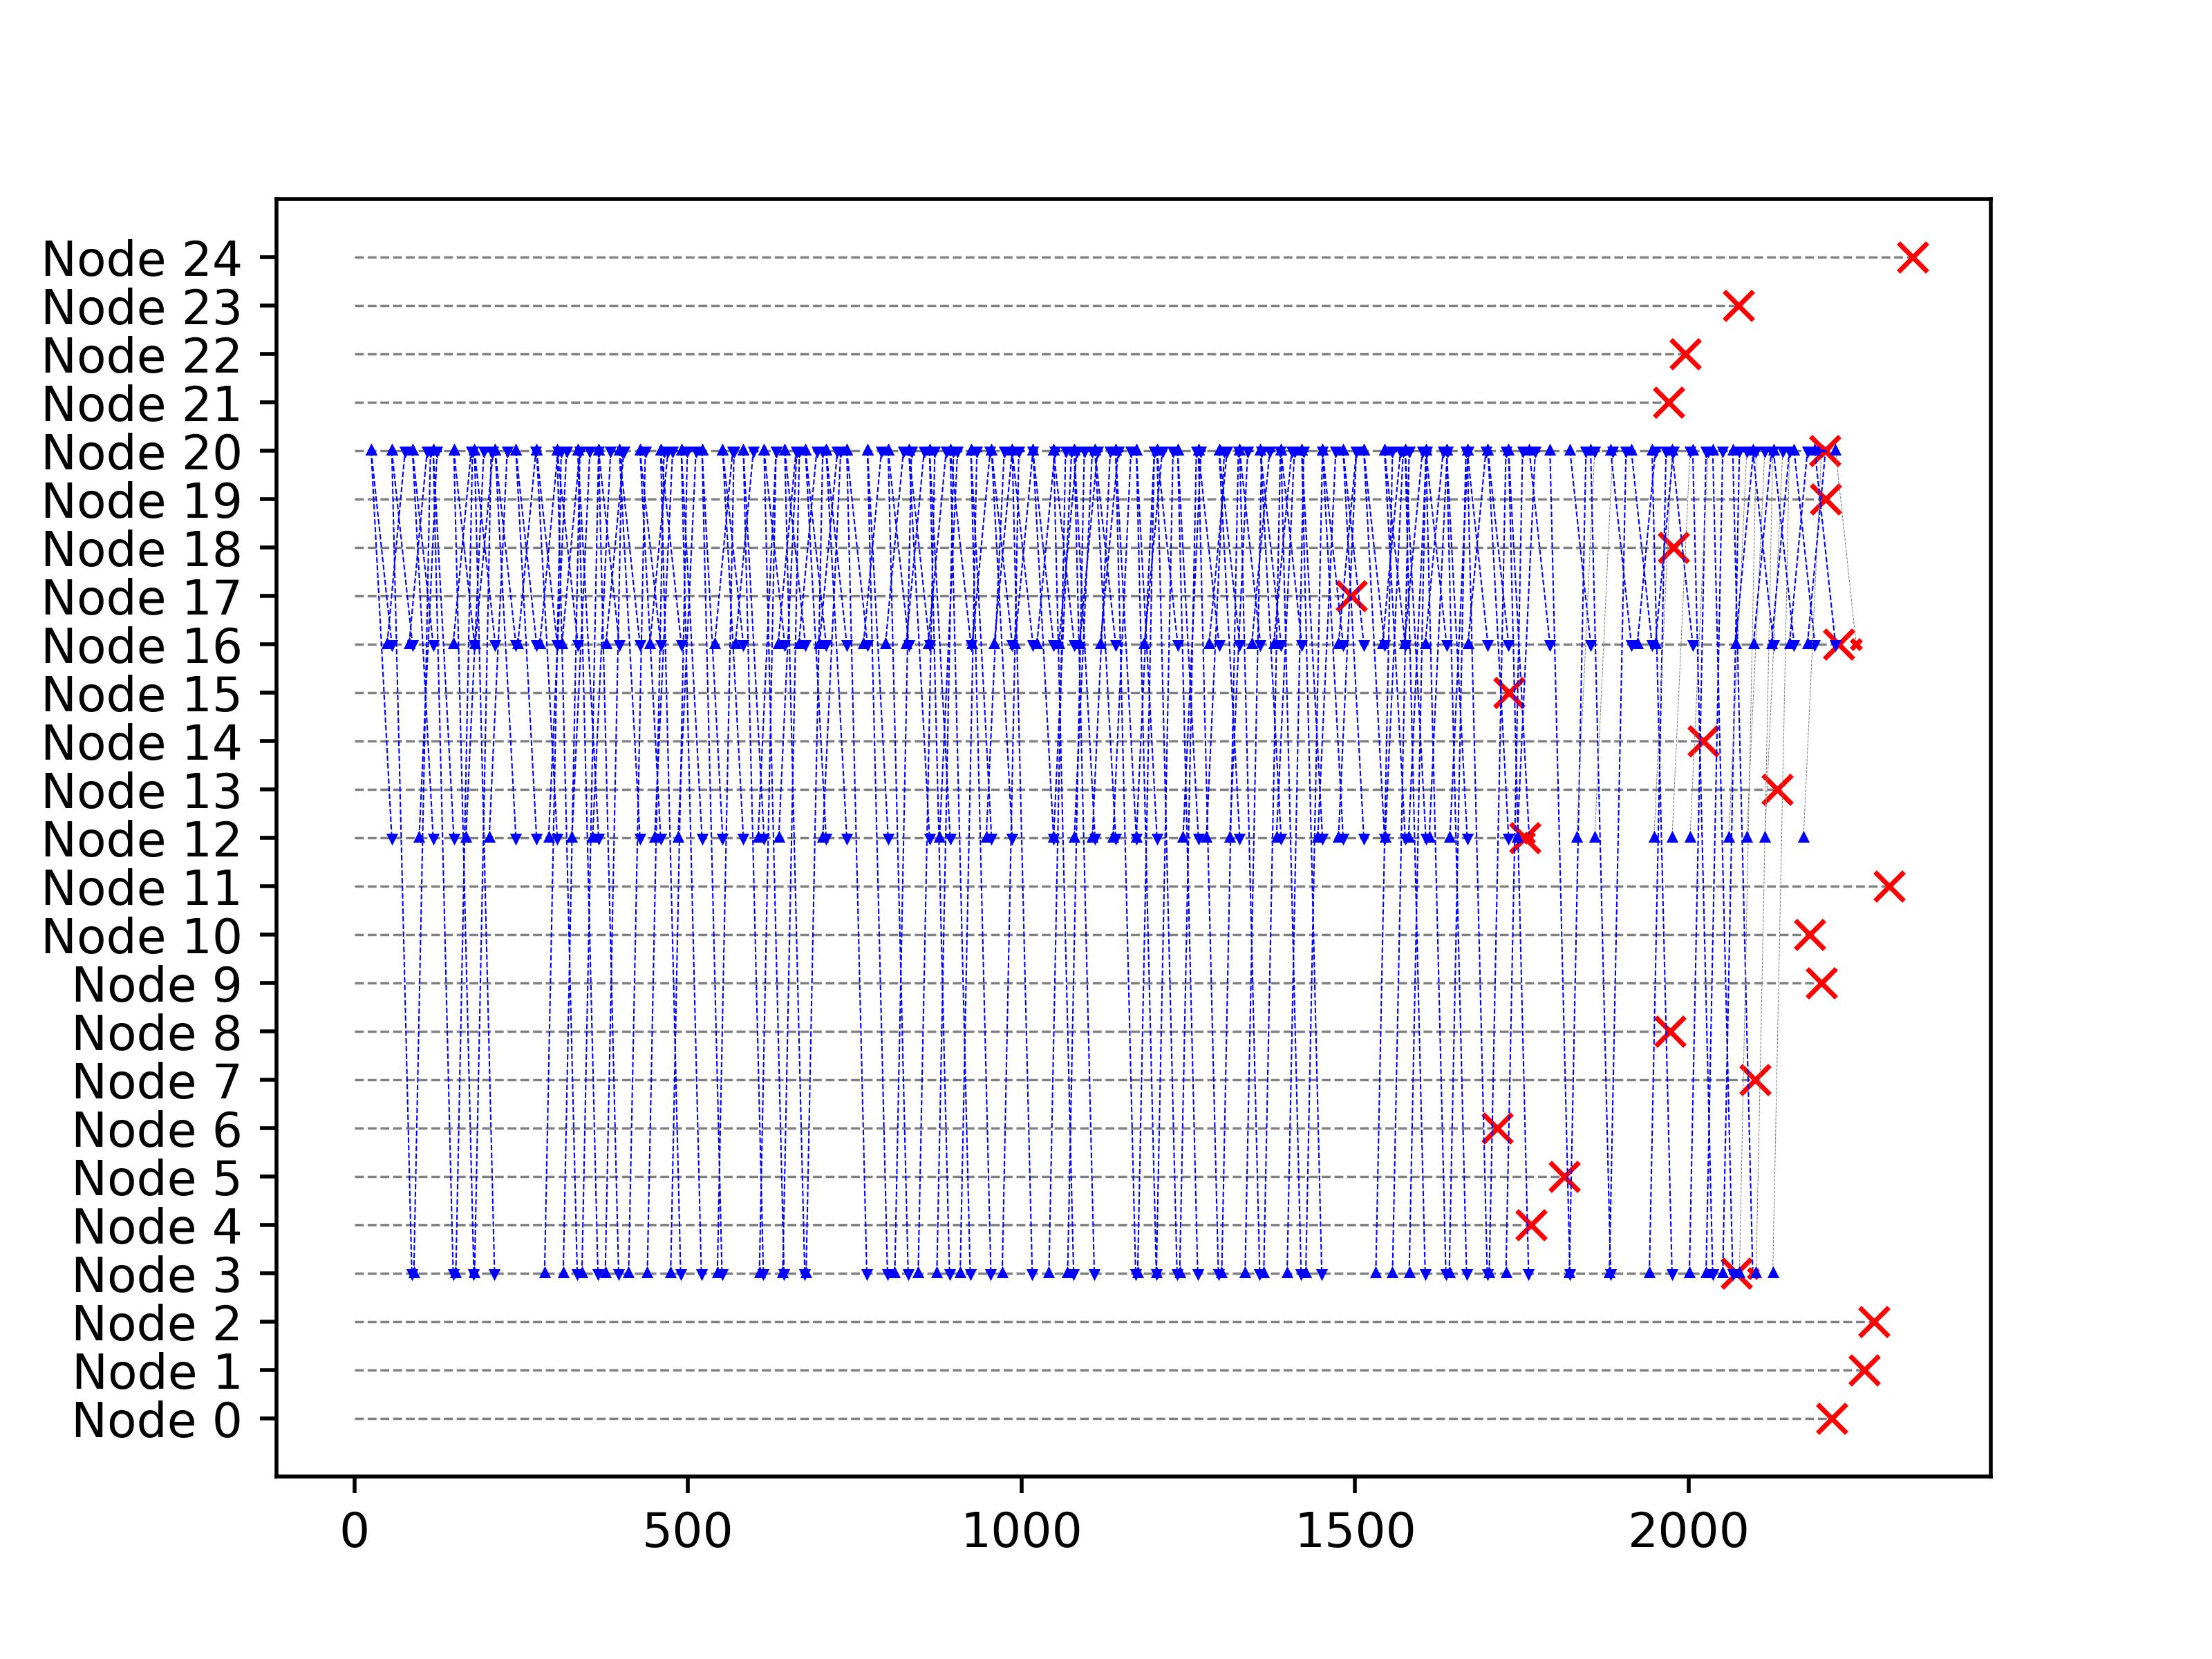 Node 24
Node 23
Node 22
Node 21
Node 20
Node 19
Node 18
Node 17
Node 16
Node 15
Node 14
Node 13
Node 12
Node 11
Node 10
Node 9
Node 8
Node 7
Node 6
Node 5
Node 4
Node 3
Node 2
Node 1
Node 0
0 500 1000 1500 2000